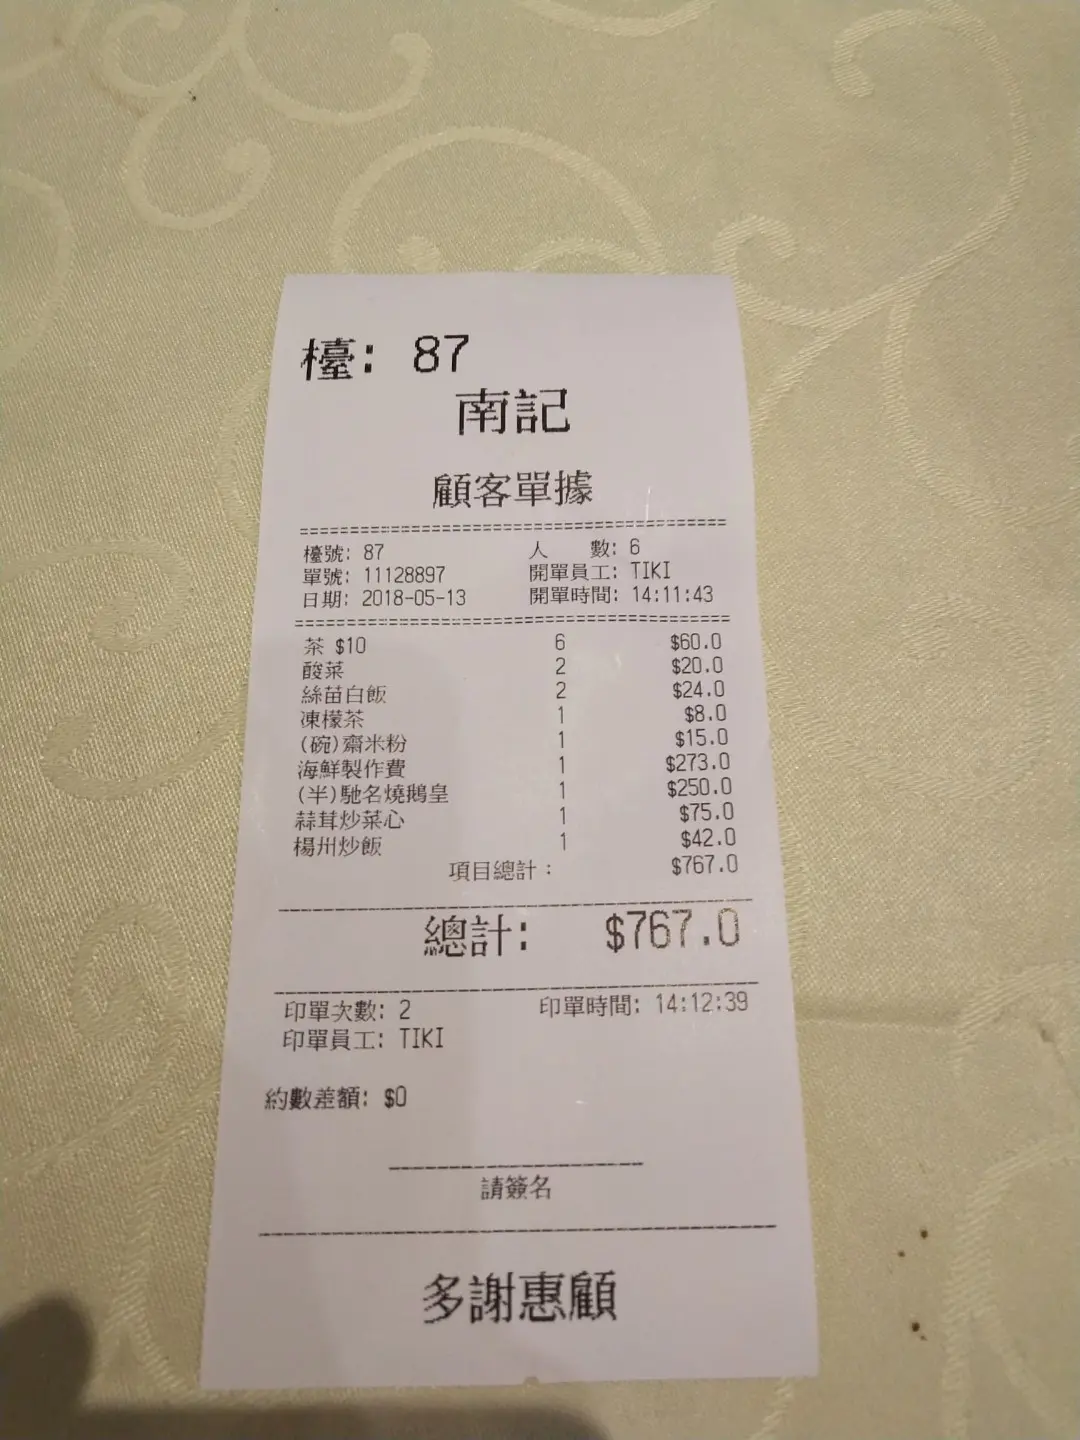 檯: 87
南記
顧客單據
檯號: 87 人 數: 6
單號: 11128897 開單員工: TIKI
日期: 2018-05-13 開單時間: 14:11:43
茶 $10 6 $60.0
酸菜 2 $20.0
絲苗白飯 2 $24.0
凍檬茶 1 $8.0
(碗)齋米粉 1 $15.0
海鮮製作費 1 $273.0
(半)馳名燒鵝皇 1 $250.0
蒜茸炒菜心 1 $75.0
楊州炒飯 1 $42.0
項目總計: $767.0
總計: $767.0
印單次數: 2 印單時間: 14:12:39
印單員工: TIKI
約數差額: $0
請簽名
多謝惠顧